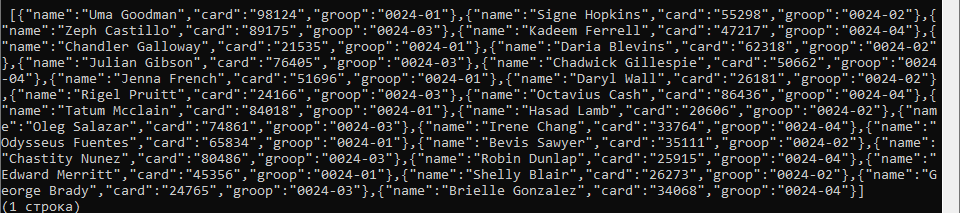 [{"name":"Uma Goodman","card":"98124","groop":"0024-01"},{"name":"Signe Hopkins","card":"55298","groop":"0024-02"},{
"name":"Zeph Castillo","card":"89175","groop":"0024-03"},{"name":"Kadeem Ferrell","card":"47217","groop":"0024-04"},{"
name":"Chandler Galloway","card":"21535","groop":"0024-01"},{"name":"Daria Blevins","card":"62318","groop":"0024-02"
},{"name":"Julian Gibson","card":"76405","groop":"0024-03"},{"name":"Chadwick Gillespie","card":"50662","groop":"0024
-04"},{"name":"Jenna French","card":"51696","groop":"0024-01"},{"name":"Daryl Wall","card":"26181","groop":"0024-02"}
,{"name":"Rigel Pruitt","card":"24166","groop":"0024-03"},{"name":"Octavius Cash","card":"86436","groop":"0024-04"},{
"name":"Tatum Mcclain","card":"84018","groop":"0024-01"},{"name":"Hasad Lamb","card":"20606","groop":"0024-02"},{"nam
e":"Oleg Salazar","card":"74861","groop":"0024-03"},{"name":"Irene Chang","card":"33764","groop":"0024-04"},{"name":"
Odysseus Fuentes","card":"65834","groop":"0024-01"},{"name":"Bevis Sawyer","card":"35111","groop":"0024-02"},{"name":
"Chastity Nunez","card":"80486","groop":"0024-03"},{"name":"Robin Dunlap","card":"25915","groop":"0024-04"},{"name":"
Edward Merritt","card":"45356","groop":"0024-01"},{"name":"Shelly Blair","card":"26273","groop":"0024-02"},{"name":"G
eorge Brady","card":"24765","groop":"0024-03"},{"name":"Brielle Gonzalez","card":"34068","groop":"0024-04"}]
(1 строка)